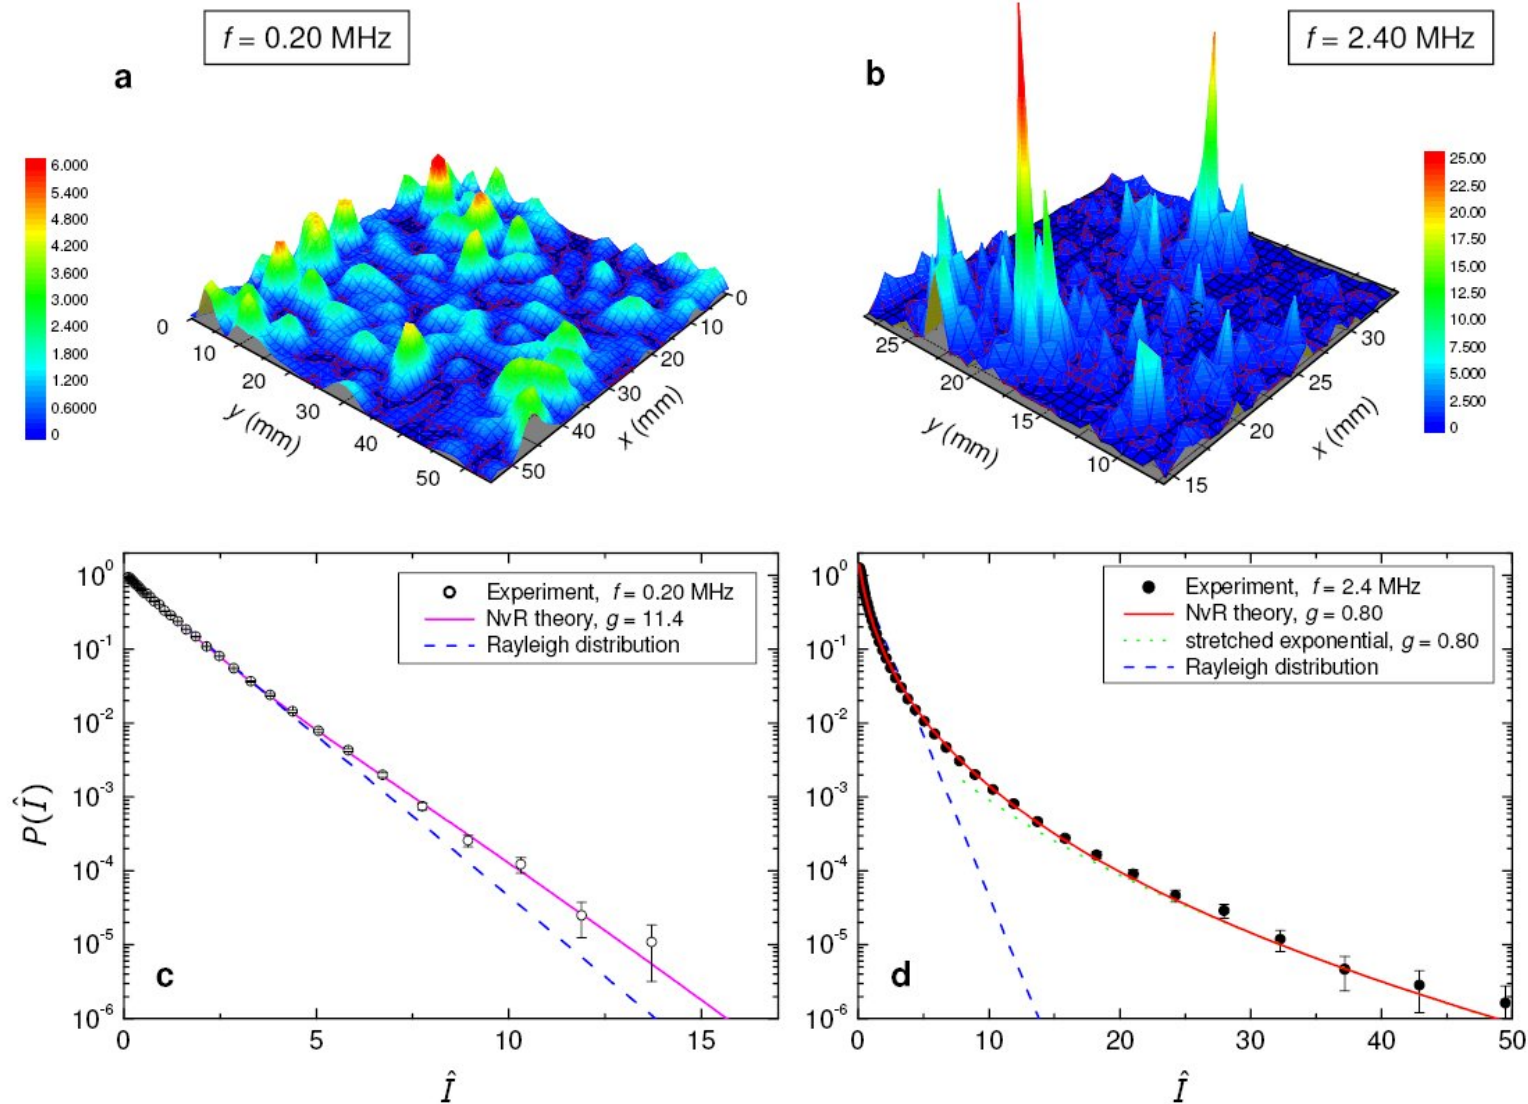 f = 0.20 MHz
f = 2.40 MHz
a
b
6.000
5.400
4.800
4.200
3.600
3.000
2.400
1.800
1.200
0.6000
0
0
10
20
30
40
50
y (mm)
0
10
20
30
40
50
x (mm)
25.00
22.50
20.00
17.50
15.00
12.50
10.00
7.500
5.000
2.500
0
25
20
15
10
y (mm)
30
25
20
15
x (mm)
10⁰
10⁻¹
10⁻²
10⁻³
10⁻⁴
10⁻⁵
10⁻⁶
P(Î)
Experiment, f = 0.20 MHz
NvR theory, g = 11.4
Rayleigh distribution
c
0 5 10 15
Î
10⁰
10⁻¹
10⁻²
10⁻³
10⁻⁴
10⁻⁵
10⁻⁶
Experiment, f = 2.4 MHz
NvR theory, g = 0.80
stretched exponential, g = 0.80
Rayleigh distribution
d
0 10 20 30 40 50
Î